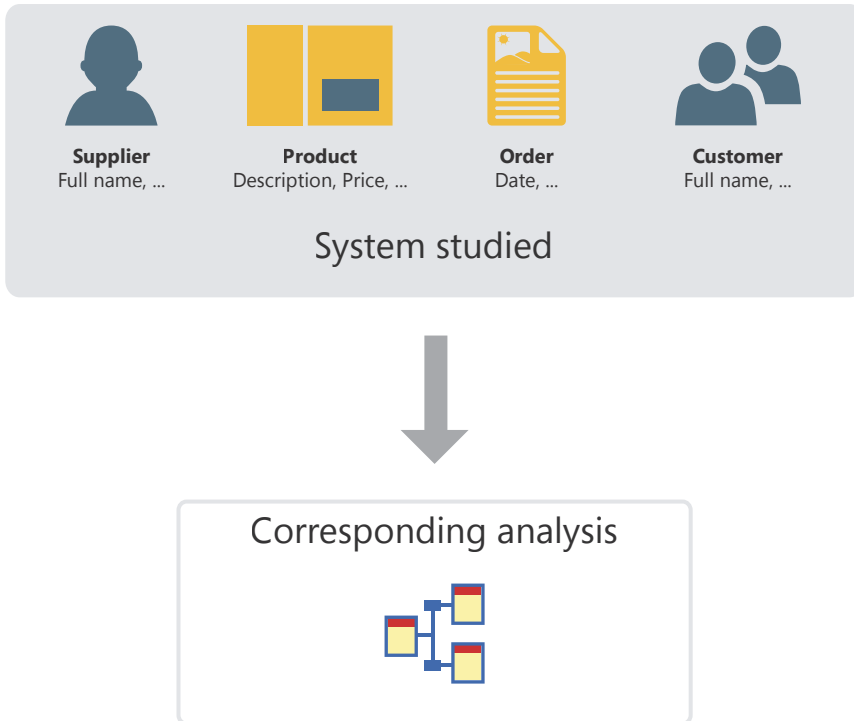 Supplier
Full name, ...
Product
Description, Price, ...
Order
Date, ...
Customer
Full name, ...
System studied
Corresponding analysis